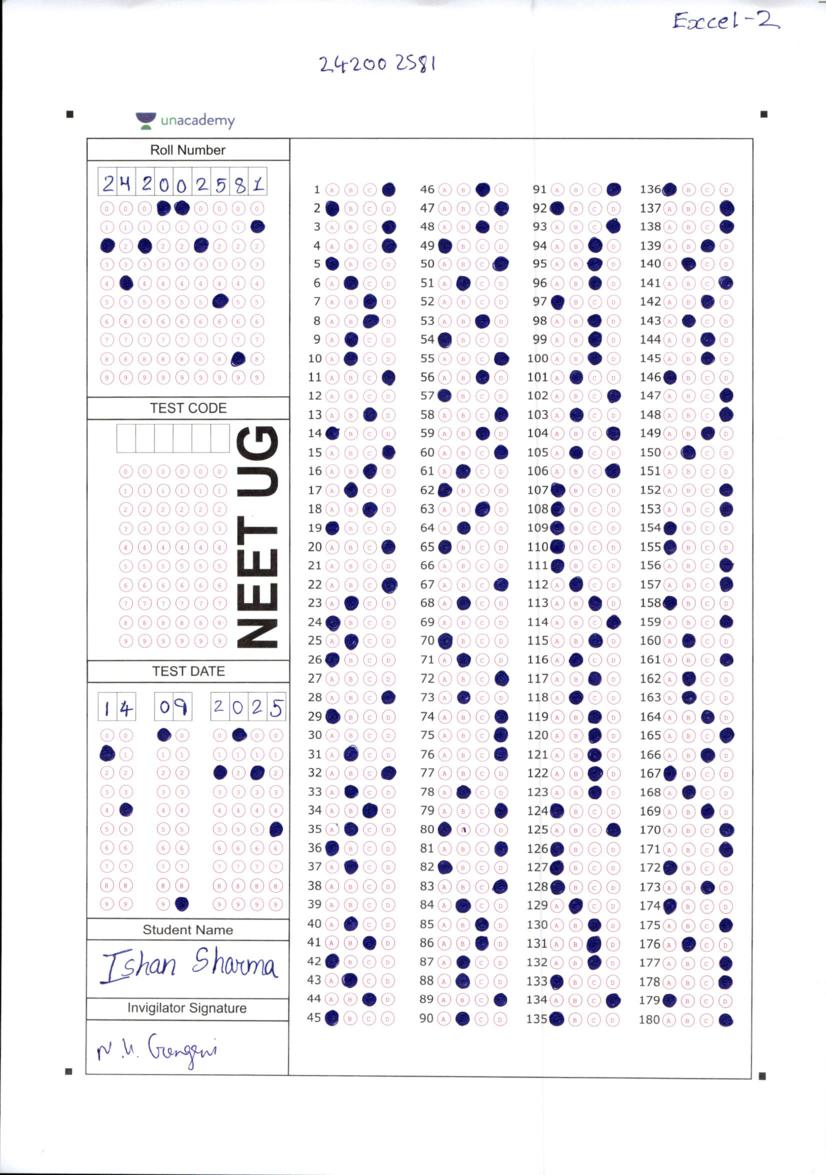 Excel-2
24200 2581
unacademy
Roll Number
2 4 2 0 0 2 5 8 1
TEST CODE
NEET UG
TEST DATE
1 4 0 9 2 0 2 5
Student Name
Ishan Sharma
Invigilator Signature
1 A B C 46 A B D 91 A B C 136 B C D
2 B C D 47 A B C 92 B C D 137 A B C
3 A B C 48 A B D 93 A B C 138 A B C
4 A B C 49 B C D 94 A B D 139 A B D
5 B C D 50 A B C 95 A B D 140 A C D
6 A C D 51 A C D 96 A B D 141 A B C
7 A B D 52 A B C D 97 B C D 142 A B D
8 A B D 53 A B D 98 A B D 143 A C D
9 A C D 54 B C D 99 A B D 144 A B D
10 A C D 55 A B C 100 A B D 145 A B D
11 A B C 56 A B D 101 A C D 146 B C D
12 A B C D 57 B C D 102 A B C 147 A B C
13 A B D 58 A B C 103 A C D 148 A B C
14 B C D 59 A B D 104 A B C 149 A B D
15 A B C 60 A B C 105 A C D 150 A C D
16 A B D 61 A C D 106 A B C 151 A B C D
17 A C D 62 B C D 107 B C D 152 A B C
18 A B D 63 A B D 108 B C D 153 A B C
19 B C D 64 A C D 109 B C D 154 B C D
20 A B C 65 B C D 110 B C D 155 B C D
21 A B C D 66 A B C D 111 B C D 156 A B C
22 A B C 67 A B C 112 A C D 157 A B C
23 A C D 68 A C D 113 A B D 158 B C D
24 B C D 69 A B C D 114 A B C 159 A B C
25 A C D 70 B C D 115 A B D 160 A C D
26 B C D 71 A C D 116 A C D 161 A B C
27 A B C D 72 A B C 117 A B D 162 A C D
28 A B C 73 A C D 118 A C D 163 A C D
29 B C D 74 A B C 119 A B D 164 A B D
30 A B C D 75 A B C 120 A B D 165 A B C
31 A C D 76 A B C 121 A B D 166 A B D
32 A B C 77 A B C D 122 A B D 167 B C D
33 A C D 78 A C D 123 A B D 168 A C D
34 A B D 79 A B C 124 B C D 169 A B D
35 A C D 80 C D 125 A B C 170 A B C
36 B C D 81 A B C 126 B C D 171 A B C
37 A C D 82 B C D 127 B C D 172 B C D
38 A B C D 83 A B C 128 B C D 173 A B D
39 A B C D 84 A C D 129 A C D 174 B C D
40 A C D 85 A B D 130 A B D 175 A B C
41 A B D 86 A B D 131 A B D 176 A C D
42 B C D 87 A C D 132 A B D 177 A B C
43 A C D 88 A C D 133 B C D 178 A B C
44 A B D 89 A B C 134 A B C 179 B C D
45 B C D 90 A C D 135 B C D 180 A B C